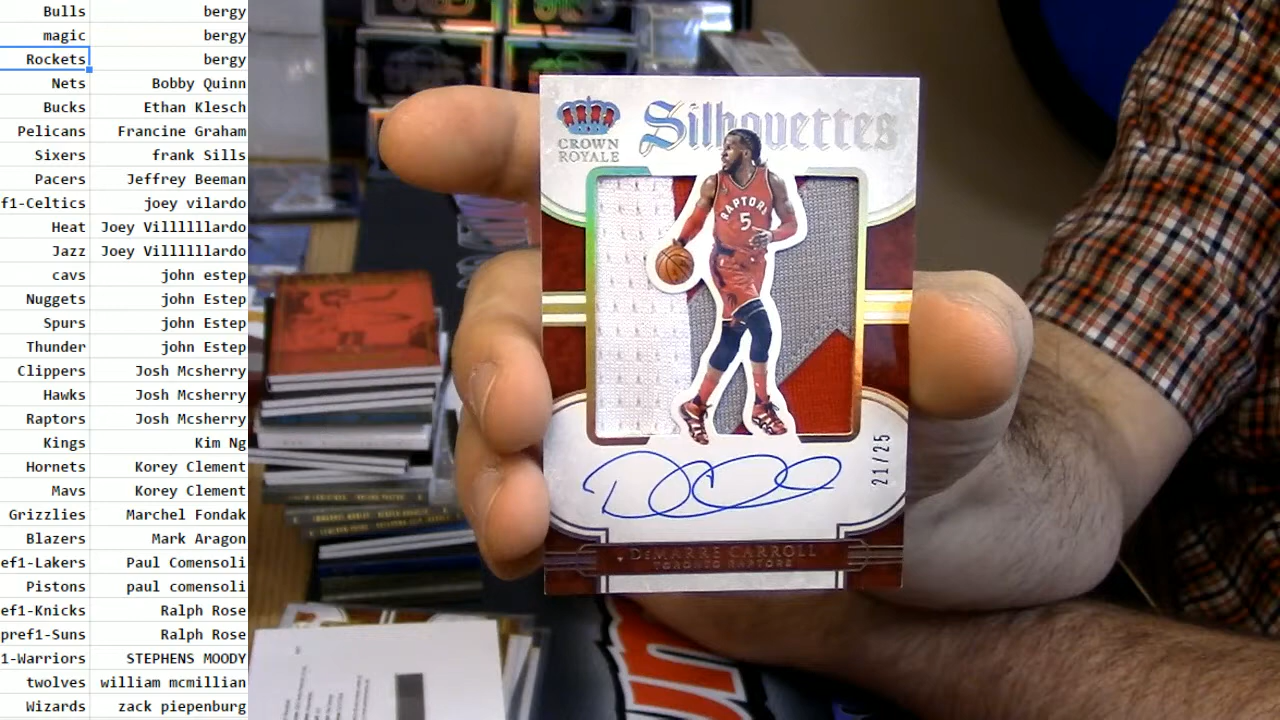 Bulls bergy
magic bergy
Rockets bergy
Nets Bobby Quinn
Bucks Ethan Klesch
Pelicans Francine Graham
Sixers frank Sills
Pacers Jeffrey Beeman
f1-Celtics joey vilardo
Heat Joey Villlllllardo
Jazz Joey Villlllllardo
cavs john estep
Nuggets john Estep
Spurs john Estep
Thunder john Estep
Clippers Josh Mcsherry
Hawks Josh Mcsherry
Raptors Josh Mcsherry
Kings Kim Ng
Hornets Korey Clement
Mavs Korey Clement
Grizzlies Marchel Fondak
Blazers Mark Aragon
ef1-Lakers Paul Comensoli
Pistons paul comensoli
ef1-Knicks Ralph Rose
pref1-Suns Ralph Rose
1-Warriors STEPHENS MOODY
twolves william mcmillian
Wizards zack piepenburg
CROWN
ROYALE
Silhouettes
RAPTORS
5
21/25
DEMARRE CARROLL
TORONTO RAPTORS